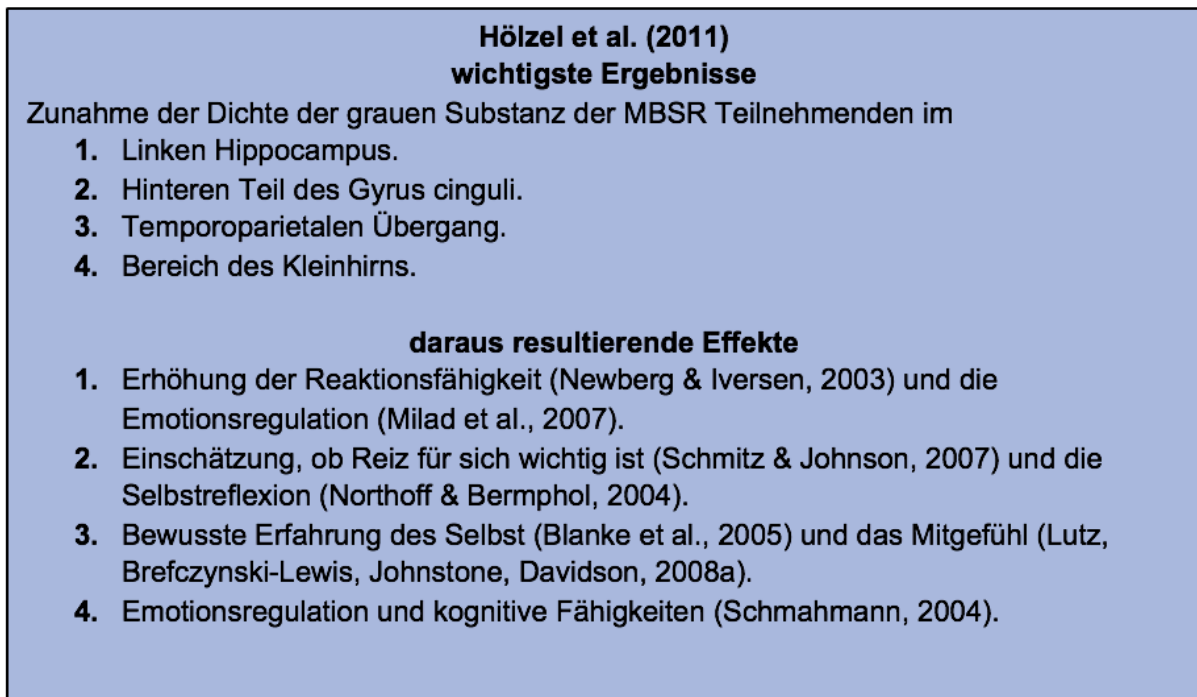 Hölzel et al. (2011)
wichtigste Ergebnisse
Zunahme der Dichte der grauen Substanz der MBSR Teilnehmenden im
1. Linken Hippocampus.
2. Hinteren Teil des Gyrus cinguli.
3. Temporoparietalen Übergang.
4. Bereich des Kleinhirns.
daraus resultierende Effekte
1. Erhöhung der Reaktionsfähigkeit (Newberg & Iversen, 2003) und die
Emotionsregulation (Milad et al., 2007).
2. Einschätzung, ob Reiz für sich wichtig ist (Schmitz & Johnson, 2007) und die
Selbstreflexion (Northoff & Bermphol, 2004).
3. Bewusste Erfahrung des Selbst (Blanke et al., 2005) und das Mitgefühl (Lutz,
Brefczynski-Lewis, Johnstone, Davidson, 2008a).
4. Emotionsregulation und kognitive Fähigkeiten (Schmahmann, 2004).